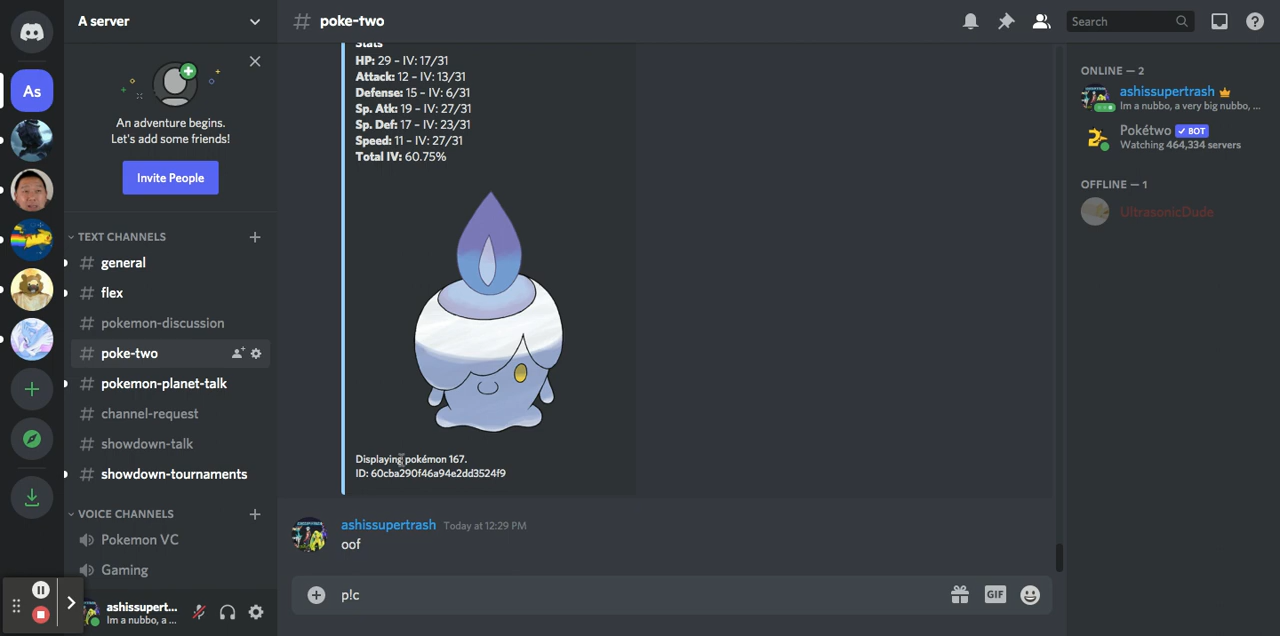 A server
poke-two
Search
As
An adventure begins.
Let's add some friends!
Invite People
TEXT CHANNELS
general
flex
pokemon-discussion
poke-two
pokemon-planet-talk
channel-request
showdown-talk
showdown-tournaments
VOICE CHANNELS
Pokemon VC
Gaming
ashissupert...
Im a nubbo, a ...
Stats
HP: 29 – IV: 17/31
Attack: 12 – IV: 13/31
Defense: 15 – IV: 6/31
Sp. Atk: 19 – IV: 27/31
Sp. Def: 17 – IV: 23/31
Speed: 11 – IV: 27/31
Total IV: 60.75%
Displaying pokémon 167.
ID: 60cba290f46a94e2dd3524f9
ashissupertrash Today at 12:29 PM
oof
p!c
GIF
ONLINE — 2
ashissupertrash
Im a nubbo, a very big nubbo, ...
Pokétwo ✓ BOT
Watching 464,334 servers
OFFLINE — 1
UltrasonicDude